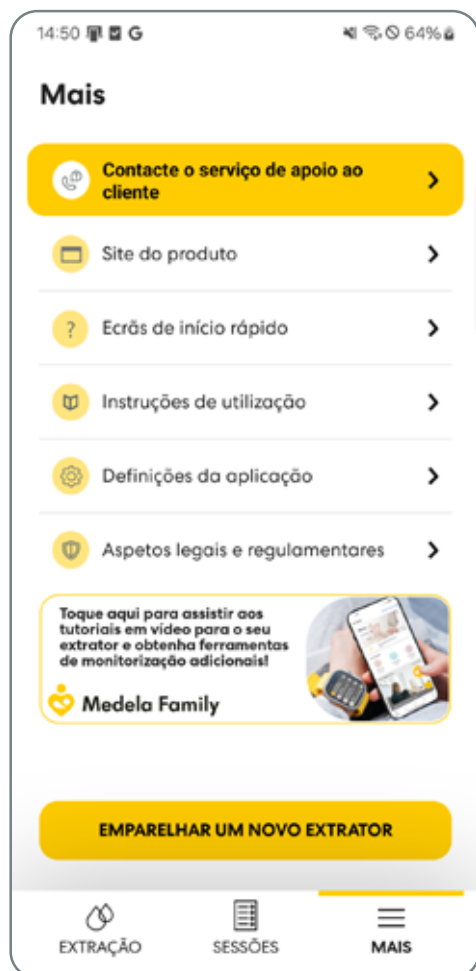 14:50 G 64%
Mais
Contacte o serviço de apoio ao
cliente
Site do produto
? Ecrãs de início rápido
Instruções de utilização
Definições da aplicação
Aspetos legais e regulamentares
Toque aqui para assistir aos
tutoriais em vídeo para o seu
extrator e obtenha ferramentas
de monitorização adicionais!
Medela Family
EMPARELHAR UM NOVO EXTRATOR
EXTRAÇÃO SESSÕES MAIS